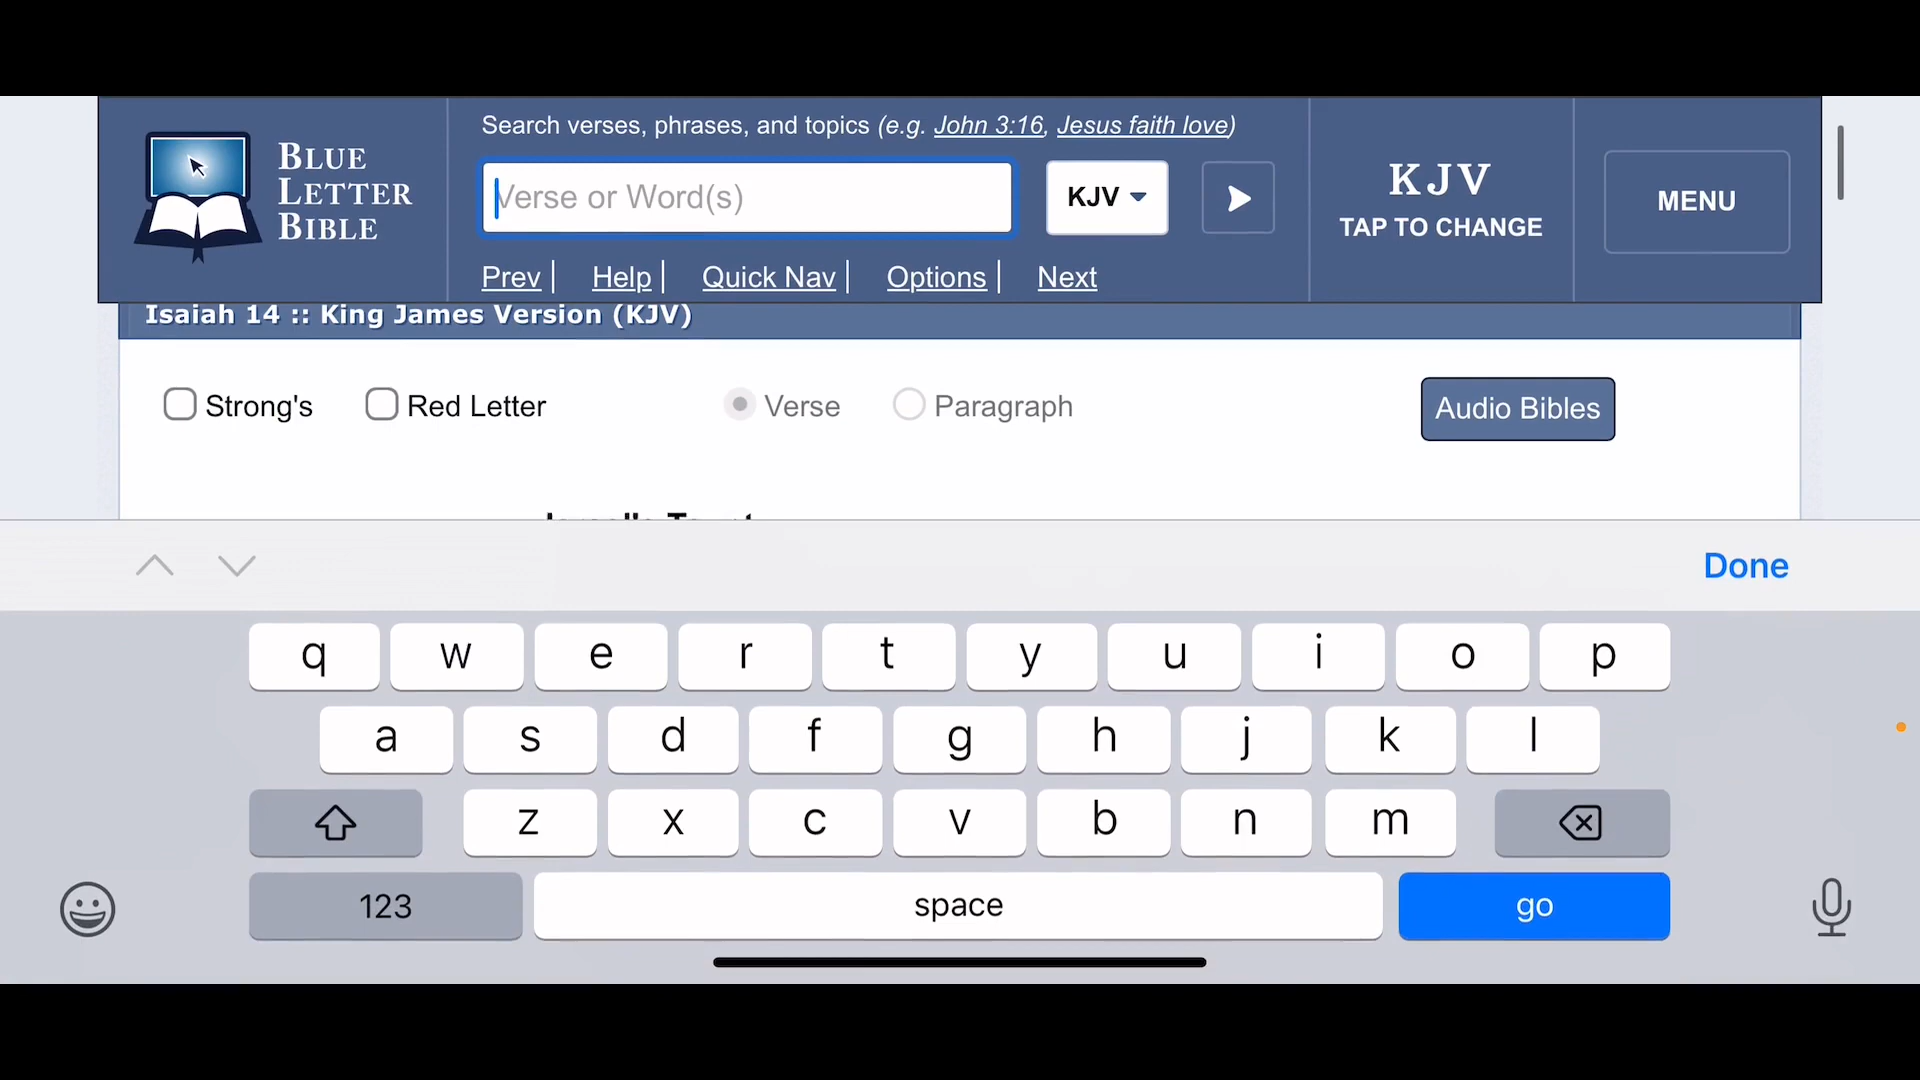 Search verses, phrases, and topics (e.g. John 3:16, Jesus faith love)
BLUE
LETTER
BIBLE
Verse or Word(s)
KJV
KJV
TAP TO CHANGE
MENU
Prev | Help | Quick Nav | Options | Next
Isaiah 14 :: King James Version (KJV)
Strong's Red Letter Verse Paragraph Audio Bibles
Done
q w e r t y u i o p
a s d f g h j k l
z x c v b n m
123 space go